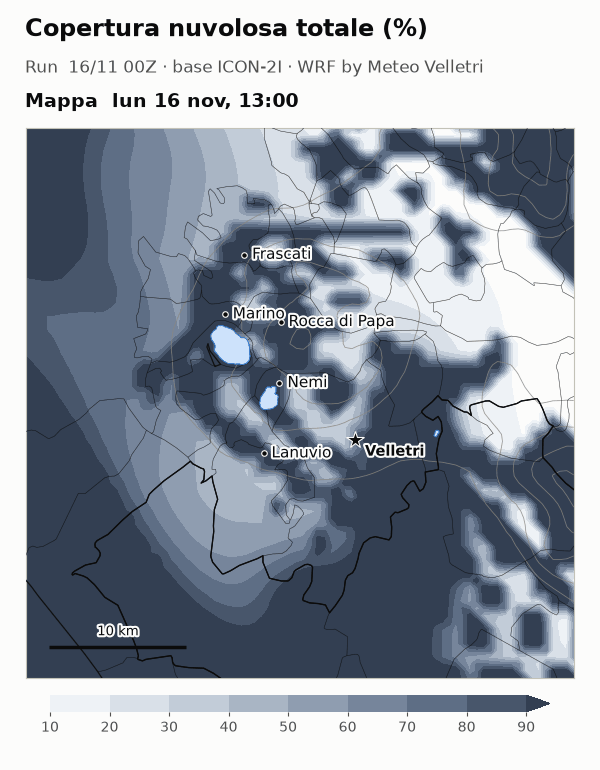 Copertura nuvolosa totale (%)
Run  16/11 00Z · base ICON-2I · WRF by Meteo Velletri
Mappa  lun 16 nov, 13:00
Frascati
Marino
Rocca di Papa
Nemi
Velletri
Lanuvio
10 km
10 20 30 40 50 60 70 80 90